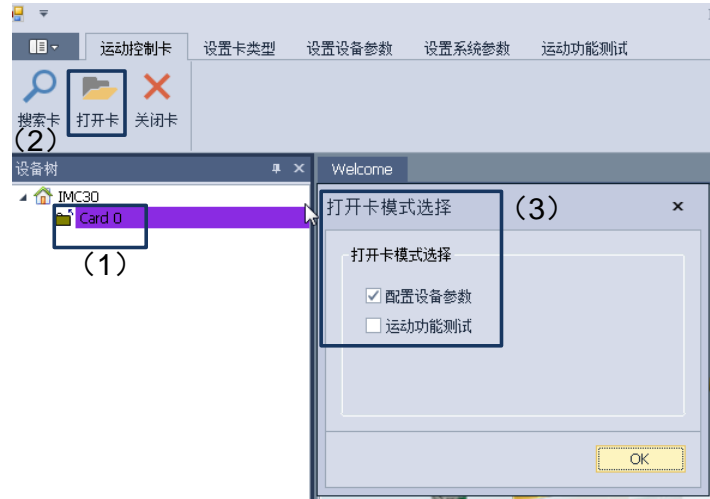 运动控制卡 设置卡类型 设置设备参数 设置系统参数 运动功能测试
搜索卡 打开卡 关闭卡
（2）
设备树
Welcome
IMC30
Card 0
（1）
打开卡模式选择
（3）
打开卡模式选择
配置设备参数
运动功能测试
OK